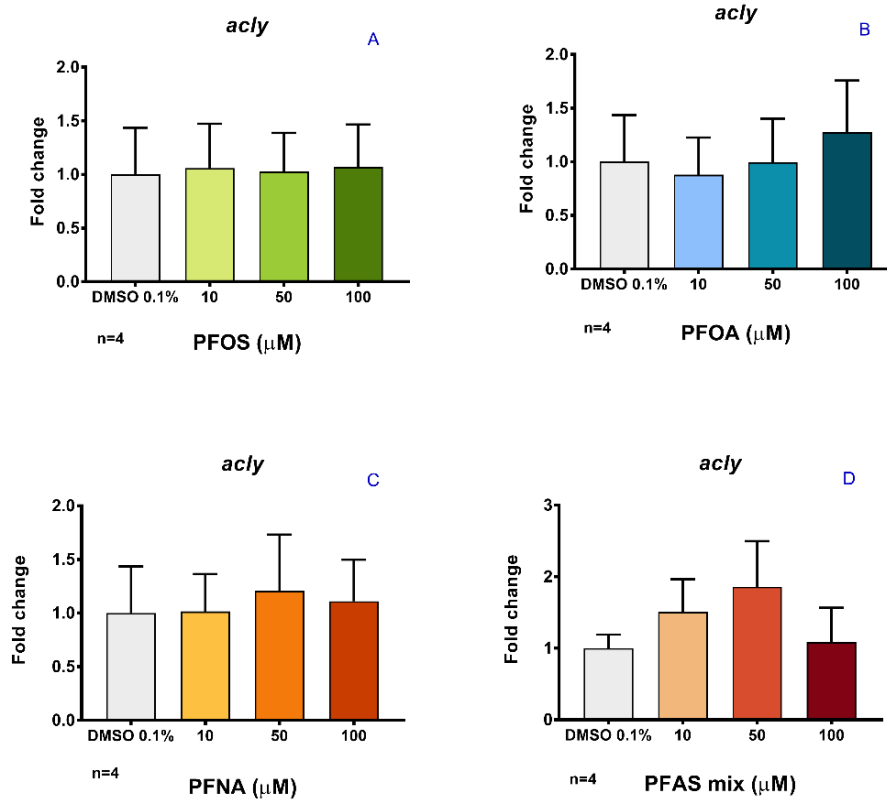 acly
A
Fold change
2.0
1.5
1.0
0.5
0.0
DMSO 0.1% 10 50 100
n=4 PFOS (μM)
acly
B
Fold change
2.0
1.5
1.0
0.5
0.0
DMSO 0.1% 10 50 100
n=4 PFOA (μM)
acly
C
Fold change
2.0
1.5
1.0
0.5
0.0
DMSO 0.1% 10 50 100
n=4 PFNA (μM)
acly
D
Fold change
3
2
1
0
DMSO 0.1% 10 50 100
n=4 PFAS mix (μM)